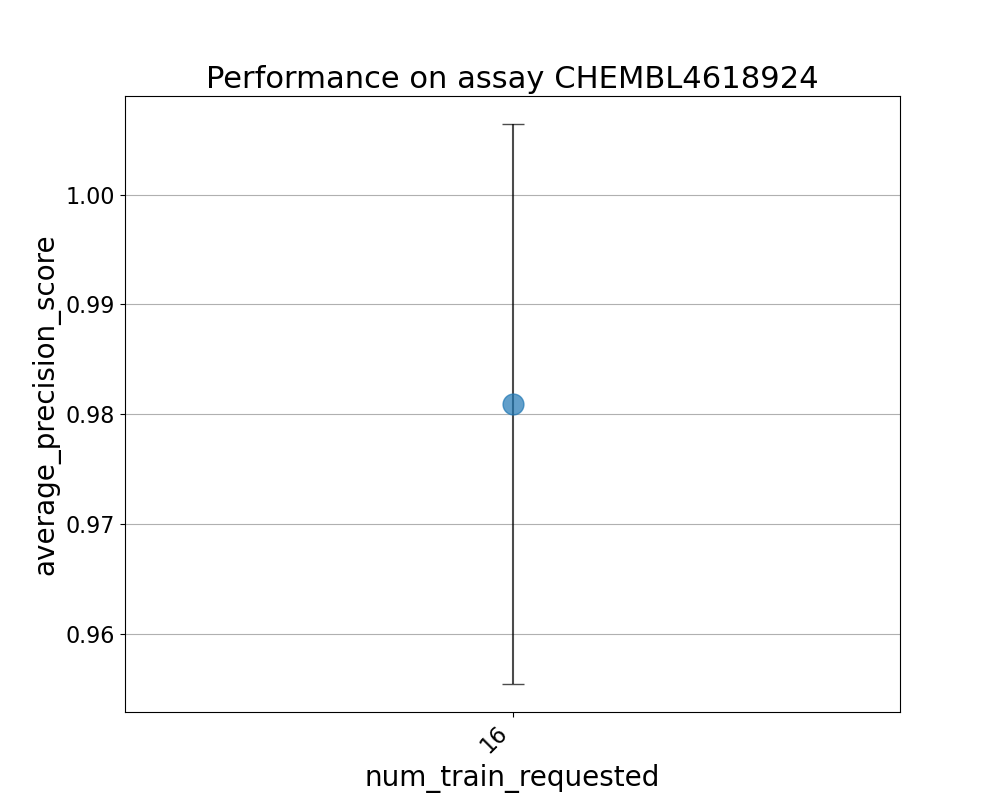 Performance on assay CHEMBL4618924
average_precision_score
1.00
0.99
0.98
0.97
0.96
16
num_train_requested